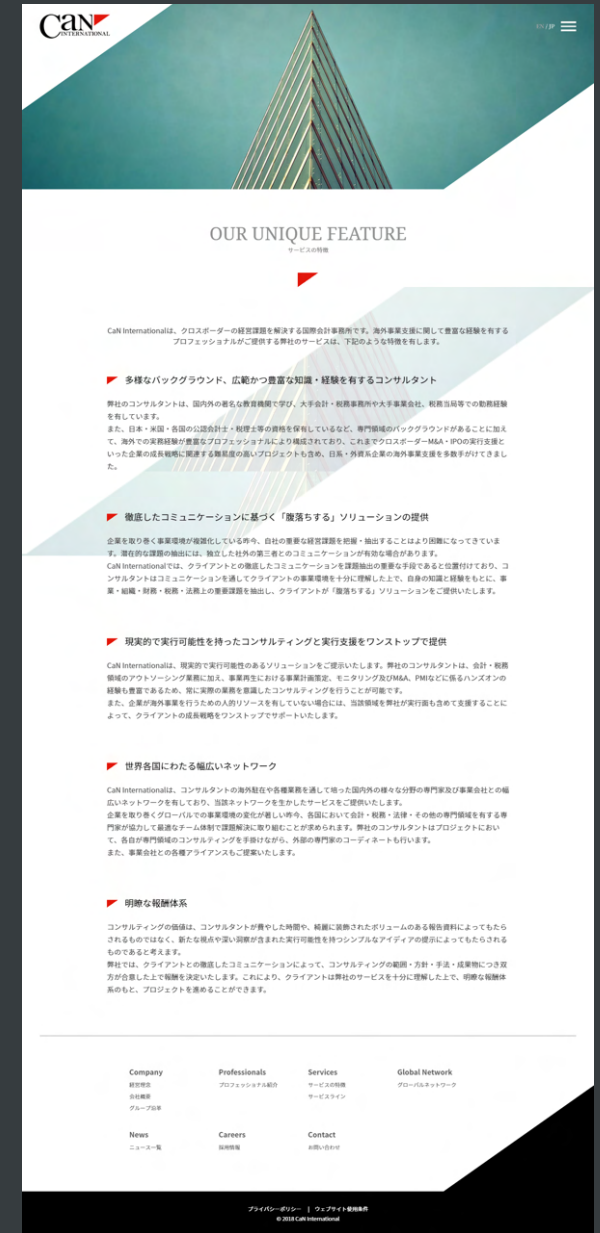 CaN
INTERNATIONAL
EN / JP
OUR UNIQUE FEATURE
サービスの特徴
CaN Internationalは、クロスボーダーの経営課題を解決する国際会計事務所です。海外事業支援に関して豊富な経験を有する
プロフェッショナルがご提供する弊社のサービスは、下記のような特徴を有します。
多様なバックグラウンド、広範かつ豊富な知識・経験を有するコンサルタント
弊社のコンサルタントは、国内外の著名な教育機関で学び、大手会計・税務事務所や大手事業会社、税務当局等での勤務経験
を有しています。
また、日本・米国・各国の公認会計士・税理士等の資格を保有しているなど、専門領域のバックグラウンドがあることに加え
て、海外での実務経験が豊富なプロフェッショナルにより構成されており、これまでクロスボーダーM&A・IPOの実行支援と
いった企業の成長戦略に関連する難易度の高いプロジェクトも含め、日系・外資系企業の海外事業支援を多数手がけてきまし
た。
徹底したコミュニケーションに基づく「腹落ちする」ソリューションの提供
企業を取り巻く事業環境が複雑化している昨今、自社の重要な経営課題を把握・抽出することはより困難になってきていま
す。潜在的な課題の抽出には、独立した社外の第三者とのコミュニケーションが有効な場合があります。
CaN Internationalでは、クライアントとの徹底したコミュニケーションを課題抽出の重要な手段であると位置付けており、コ
ンサルタントはコミュニケーションを通してクライアントの事業環境を十分に理解した上で、自身の知識と経験をもとに、事
業・組織・財務・税務・法務上の重要課題を抽出し、クライアントが「腹落ちする」ソリューションをご提供いたします。
現実的で実行可能性を持ったコンサルティングと実行支援をワンストップで提供
CaN Internationalは、現実的で実行可能性のあるソリューションをご提示いたします。弊社のコンサルタントは、会計・税務
領域のアウトソーシング業務に加え、事業再生における事業計画策定、モニタリング及びM&A、PMIなどに係るハンズオンの
経験も豊富であるため、常に実際の業務を意識したコンサルティングを行うことが可能です。
また、企業が海外事業を行うための人的リソースを有していない場合には、当該領域を弊社が実行面も含めて支援することに
よって、クライアントの成長戦略をワンストップでサポートいたします。
世界各国にわたる幅広いネットワーク
CaN Internationalは、コンサルタントの海外駐在や各種業務を通して培った国内外の様々な分野の専門家及び事業会社との幅
広いネットワークを有しており、当該ネットワークを生かしたサービスをご提供いたします。
企業を取り巻くグローバルでの事業環境の変化が著しい昨今、各国において会計・税務・法律・その他の専門領域を有する専
門家が協力して最適なチーム体制で課題解決に取り組むことが求められます。弊社のコンサルタントはプロジェクトにおい
て、各自が専門領域のコンサルティングを手掛けながら、外部の専門家のコーディネートも行います。
また、事業会社との各種アライアンスもご提案いたします。
明瞭な報酬体系
コンサルティングの価値は、コンサルタントが費やした時間や、綺麗に装飾されたボリュームのある報告資料によってもたら
されるものではなく、新たな視点や深い洞察が含まれた実行可能性を持つシンプルなアイディアの提示によってもたらされる
ものであると考えます。
弊社では、クライアントとの徹底したコミュニケーションによって、コンサルティングの範囲・方針・手法・成果物につき双
方が合意した上で報酬を決定いたします。これにより、クライアントは弊社のサービスを十分に理解した上で、明瞭な報酬体
系のもと、プロジェクトを進めることができます。
Company
Professionals
Services
Global Network
経営理念
プロフェッショナル紹介
サービスの特徴
グローバルネットワーク
会社概要
サービスライン
グループ沿革
News
Careers
Contact
ニュース一覧
採用情報
お問い合わせ
プライバシーポリシー | ウェブサイト使用条件
© 2018 CaN International